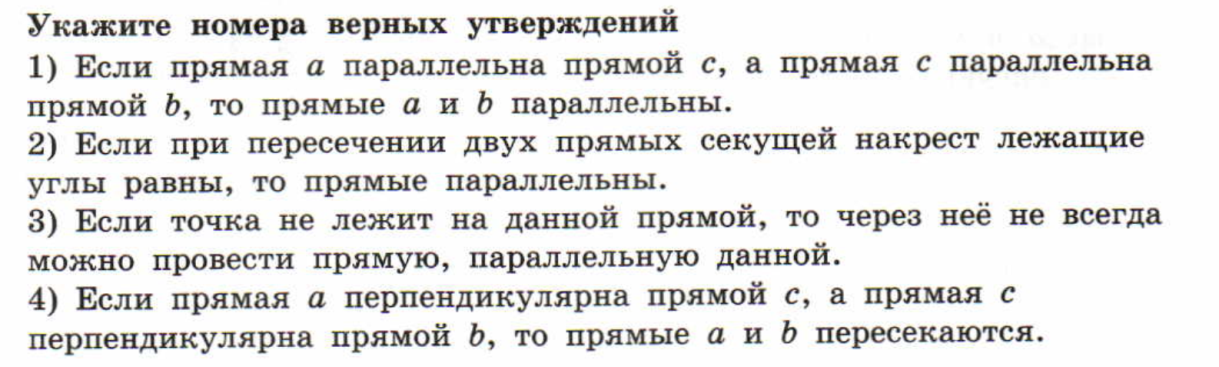 Укажите номера верных утверждений
1) Если прямая a параллельна прямой c, а прямая c параллельна
прямой b, то прямые a и b параллельны.
2) Если при пересечении двух прямых секущей накрест лежащие
углы равны, то прямые параллельны.
3) Если точка не лежит на данной прямой, то через неё не всегда
можно провести прямую, параллельную данной.
4) Если прямая a перпендикулярна прямой c, а прямая c
перпендикулярна прямой b, то прямые a и b пересекаются.